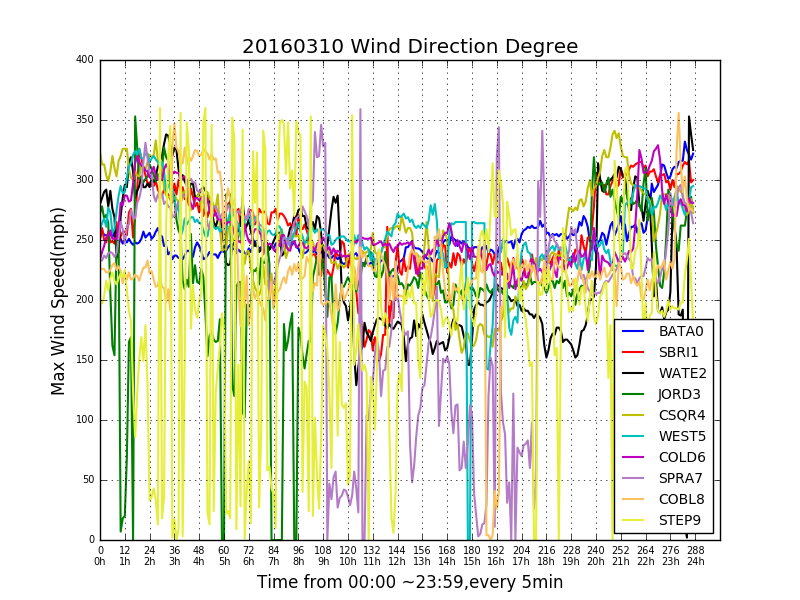 20160310 Wind Direction Degree
400
350
300
250
200
150
100
50
0
Max Wind Speed(mph)
BATA0
SBRI1
WATE2
JORD3
CSQR4
WEST5
COLD6
SPRA7
COBL8
STEP9
0 12 24 36 48 60 72 84 96 108 120 132 144 156 168 180 192 204 216 228 240 252 264 276 288
0h 1h 2h 3h 4h 5h 6h 7h 8h 9h 10h 11h 12h 13h 14h 15h 16h 17h 18h 19h 20h 21h 22h 23h 24h
Time from 00:00 ~23:59,every 5min